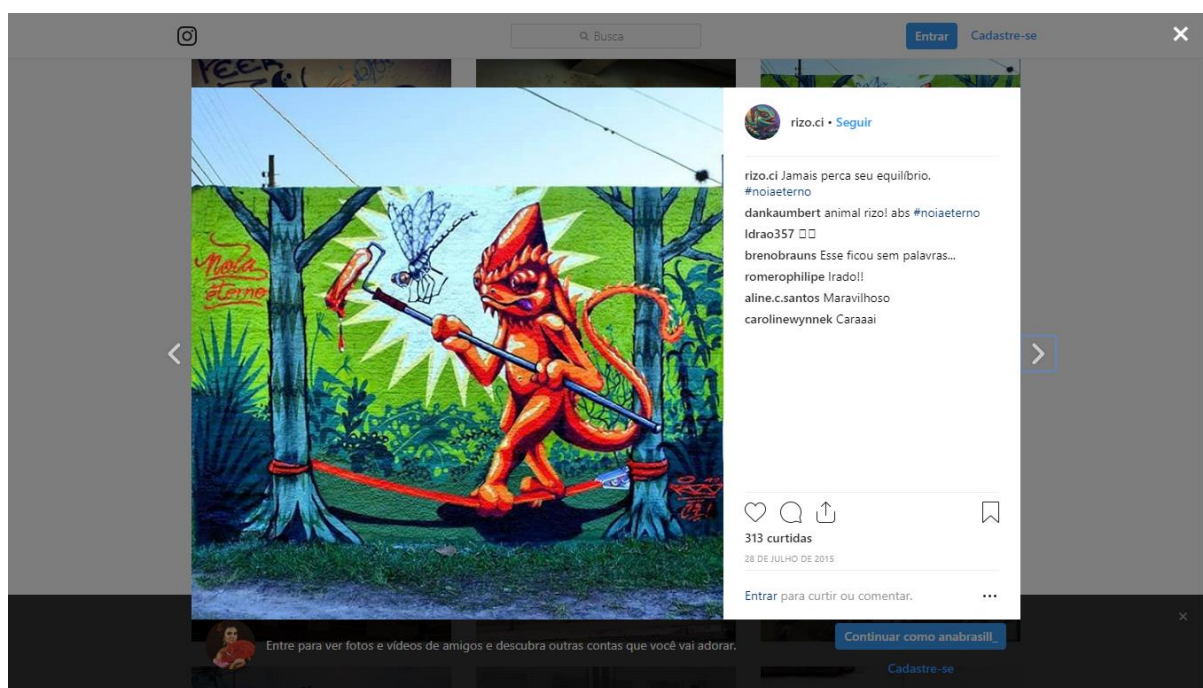 Busca
Entrar
Cadastre-se
Noia
éterno
rizo.ci • Seguir
rizo.ci Jamais perca seu equilíbrio.
#noiaeterno
dankaumbert animal rizo! abs #noiaeterno
ldrao357
brenobrauns Esse ficou sem palavras...
romerophilipe Irado!!
aline.c.santos Maravilhoso
carolinewynnek Caraaai
313 curtidas
28 DE JULHO DE 2015
Entrar para curtir ou comentar.
Entre para ver fotos e vídeos de amigos e descubra outras contas que você vai adorar.
Continuar como anabrasill_
Cadastre-se